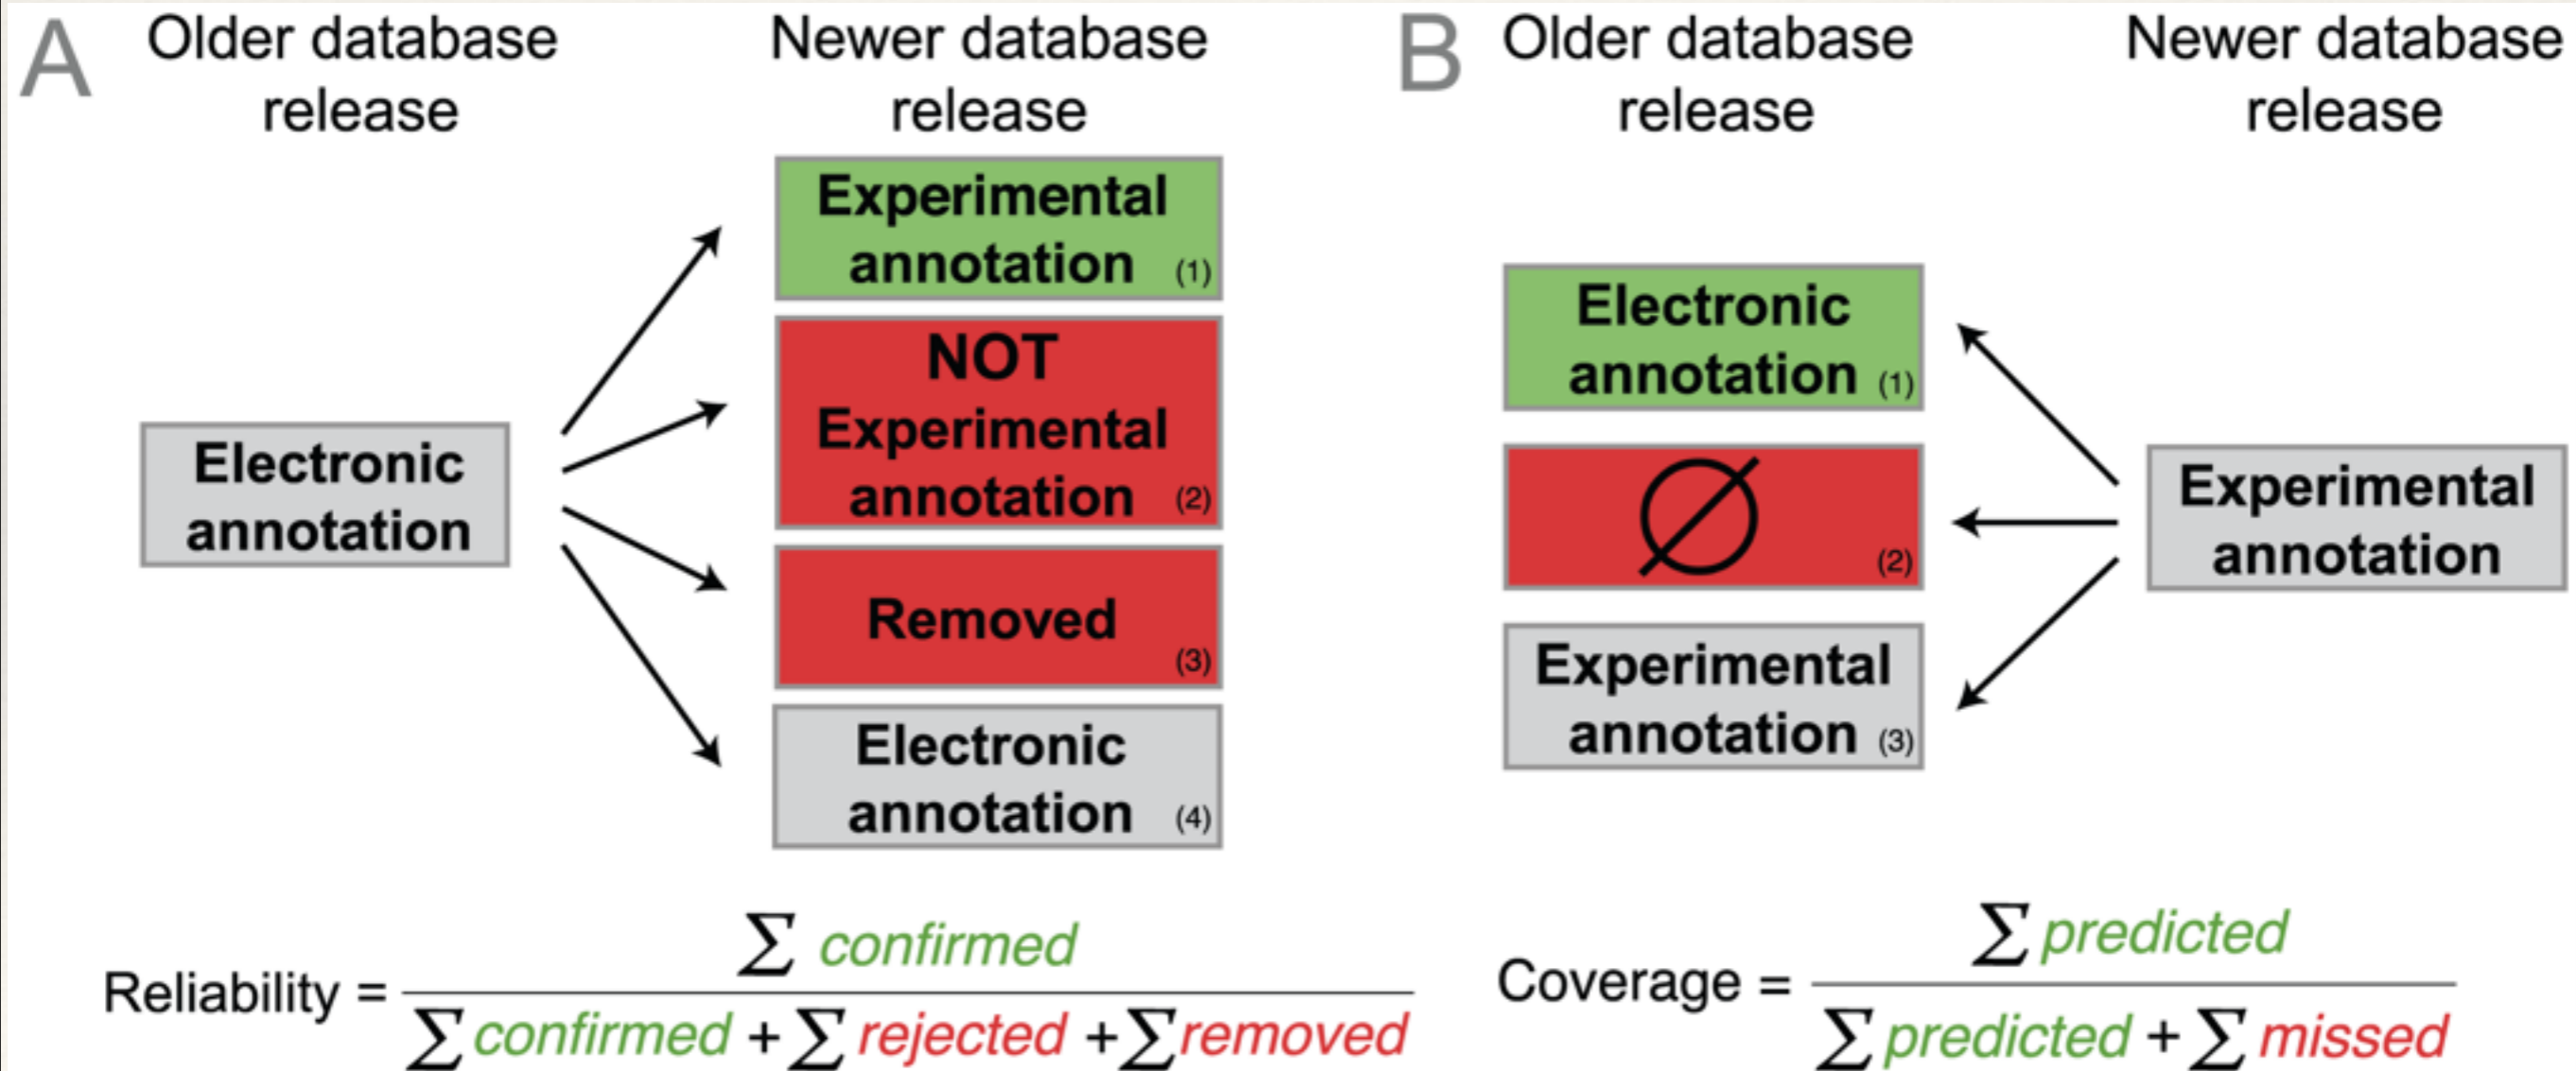 A
Older database
release
Newer database
release
Experimental
annotation (1)
NOT
Experimental
annotation (2)
Electronic
annotation
Removed
(3)
Electronic
annotation (4)
Reliability = ∑ confirmed
∑ confirmed + ∑ rejected + ∑ removed
B
Older database
release
Newer database
release
Electronic
annotation (1)
∅
(2)
Experimental
annotation
Experimental
annotation (3)
Coverage = ∑ predicted
∑ predicted + ∑ missed